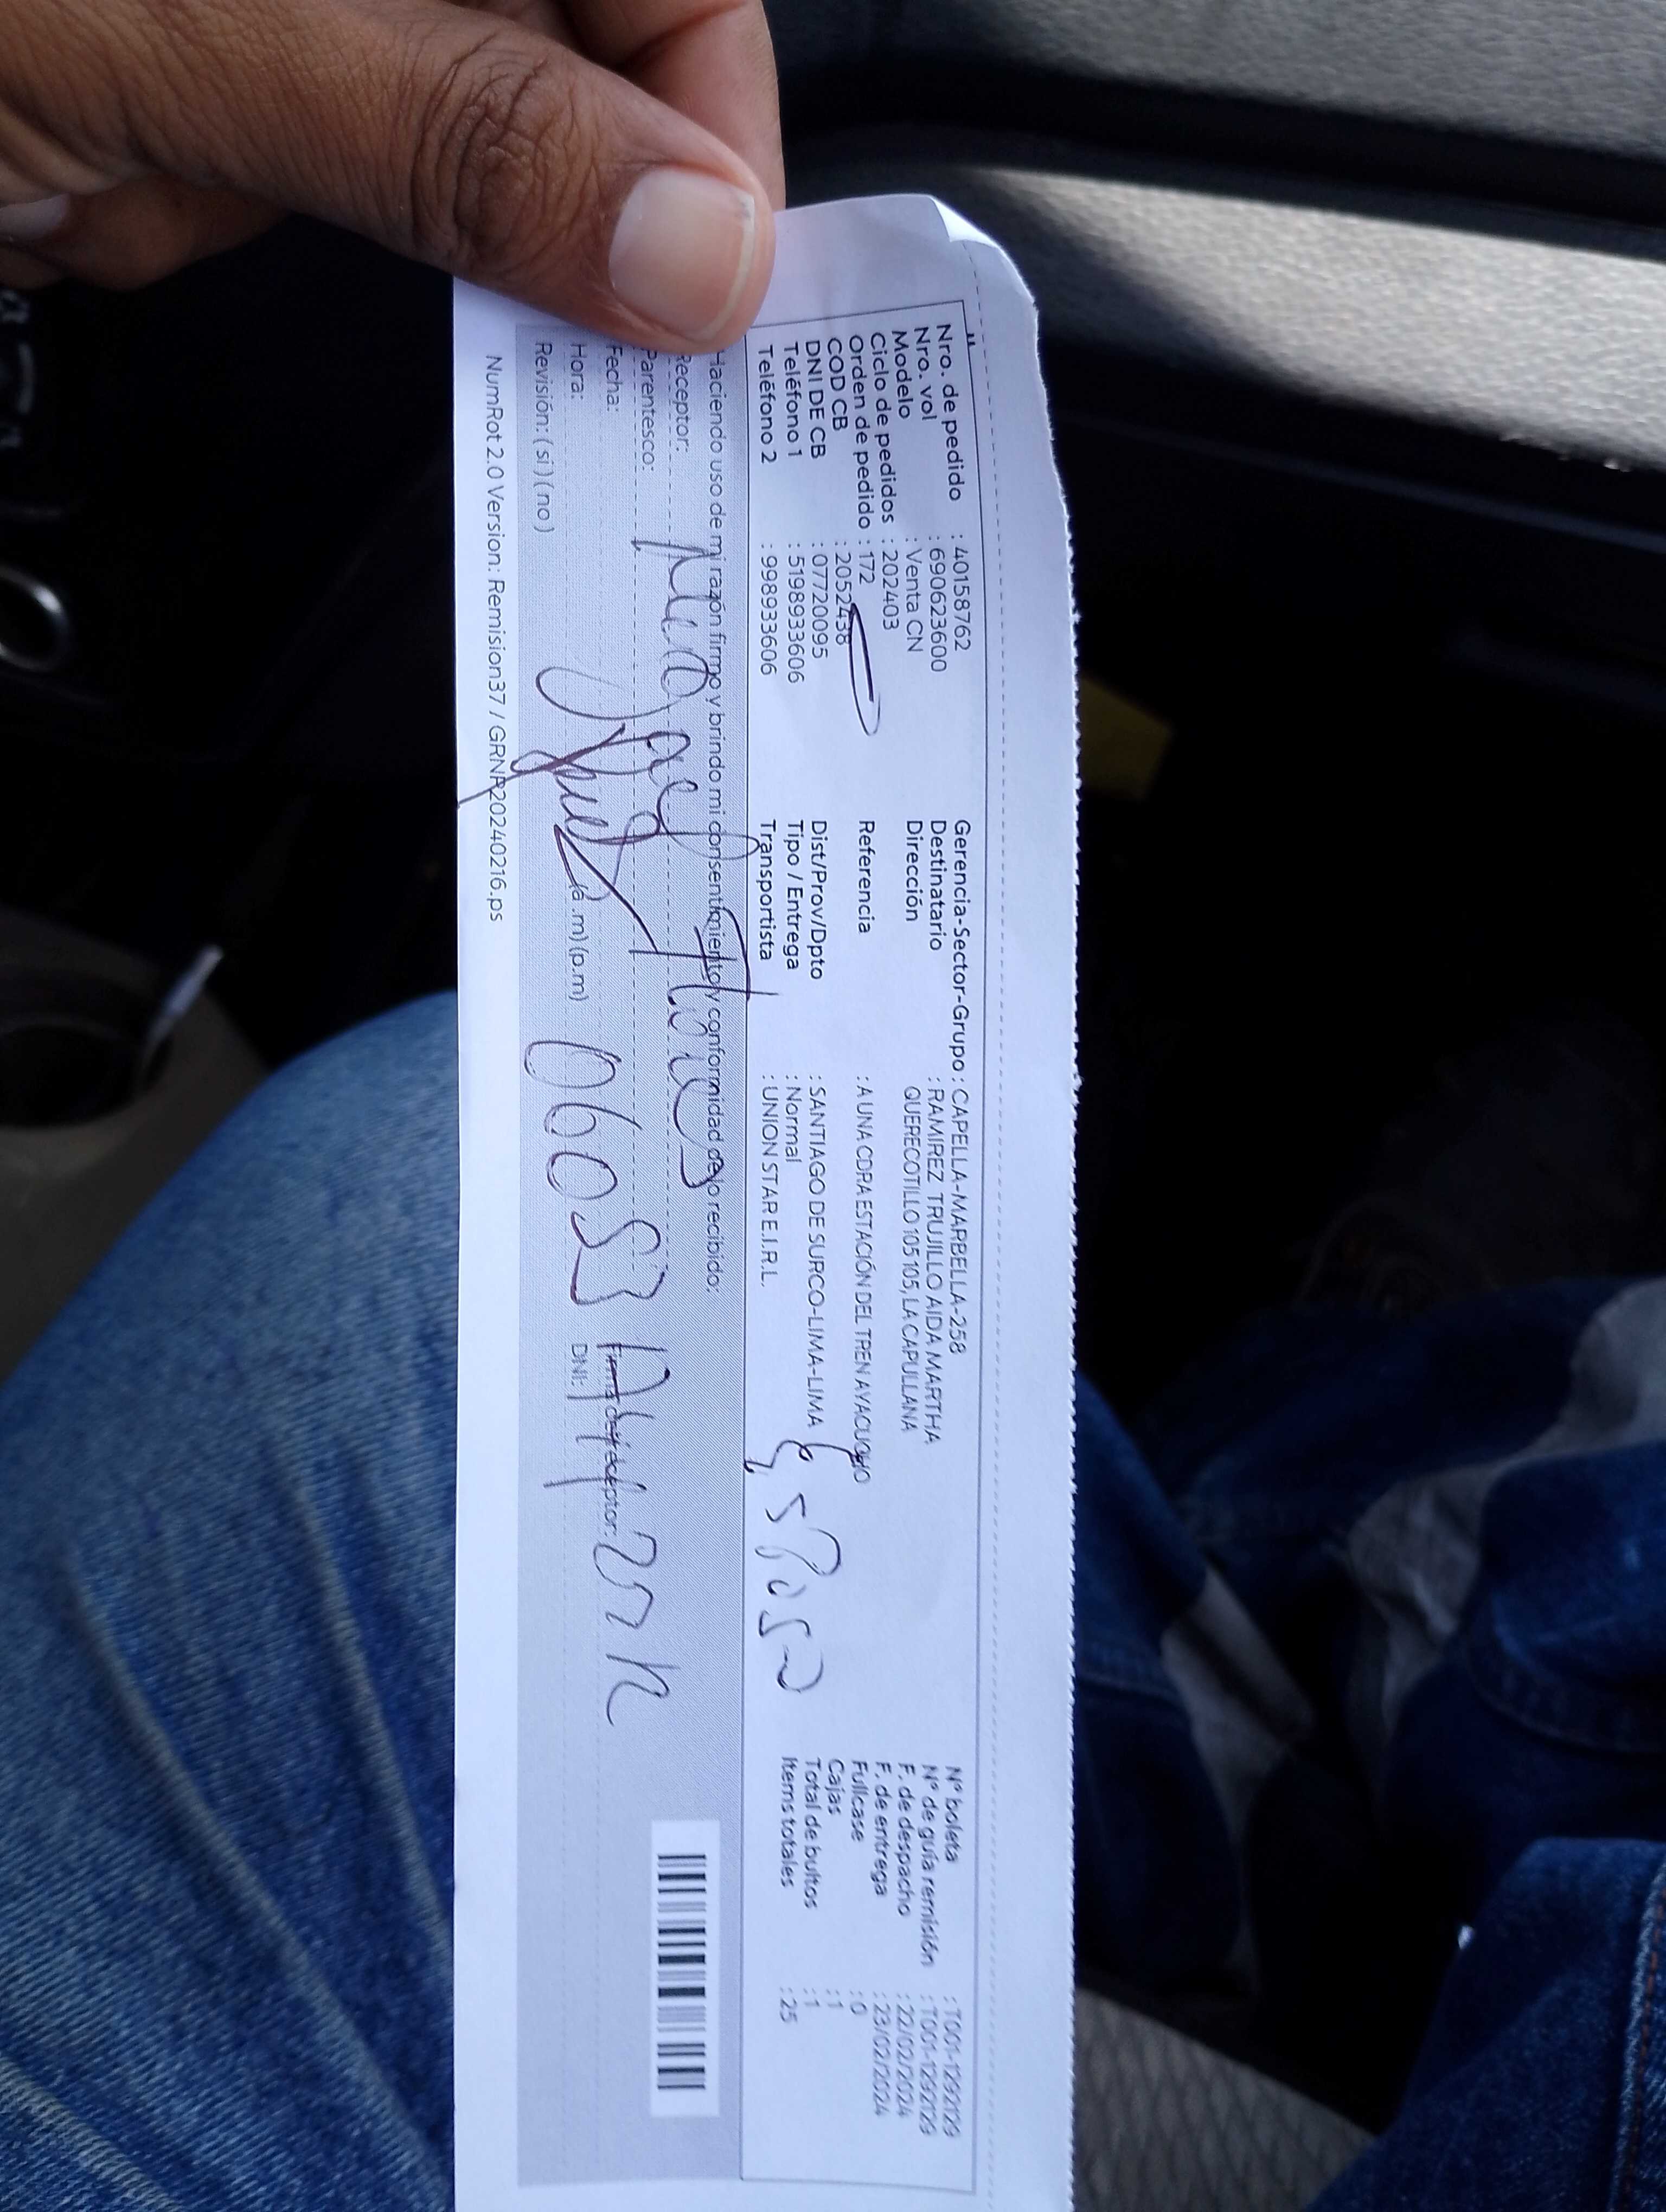 Nro. de pedido : 40158762
Nro. vol : 690623600
Modelo : Venta CN
Ciclo de pedidos : 202403
Orden de pedido : 172
COD CB : 2052438
DNI DE CB : 07720095
Teléfono 1 : 51989933606
Teléfono 2 : 998933606
Gerencia-Sector-Grupo : CAPELLA-MARBELLA-258
Destinatario : RAMIREZ TRUJILLO AIDA MARTHA
Dirección QUERECOTILLO 105 105, LA CAPULLANA
Referencia : A UNA CDRA ESTACIÓN DEL TREN AYACUCHO
Dist/Prov/Dpto : SANTIAGO DE SURCO-LIMA-LIMA
Tipo / Entrega : Normal
Transportista : UNION STAR E.I.R.L.
N° boleta : T001-1292129
N° de guía remisión : T001-1292129
F. de despacho : 22/02/2024
F. de entrega : 23/02/2024
Fullcase : 0
Cajas : 1
Total de bultos : 1
Items totales : 25
Haciendo uso de mi razón firmo y brindo mi consentimiento y conformidad de lo recibido:
Receptor:
Parentesco:
Fecha:
Hora: (a.m) (p.m)
Revisión: ( si ) ( no )
Firma del receptor:
DNI:
NumRot 2.0 Version: Remision37 / GRNP20240216.ps